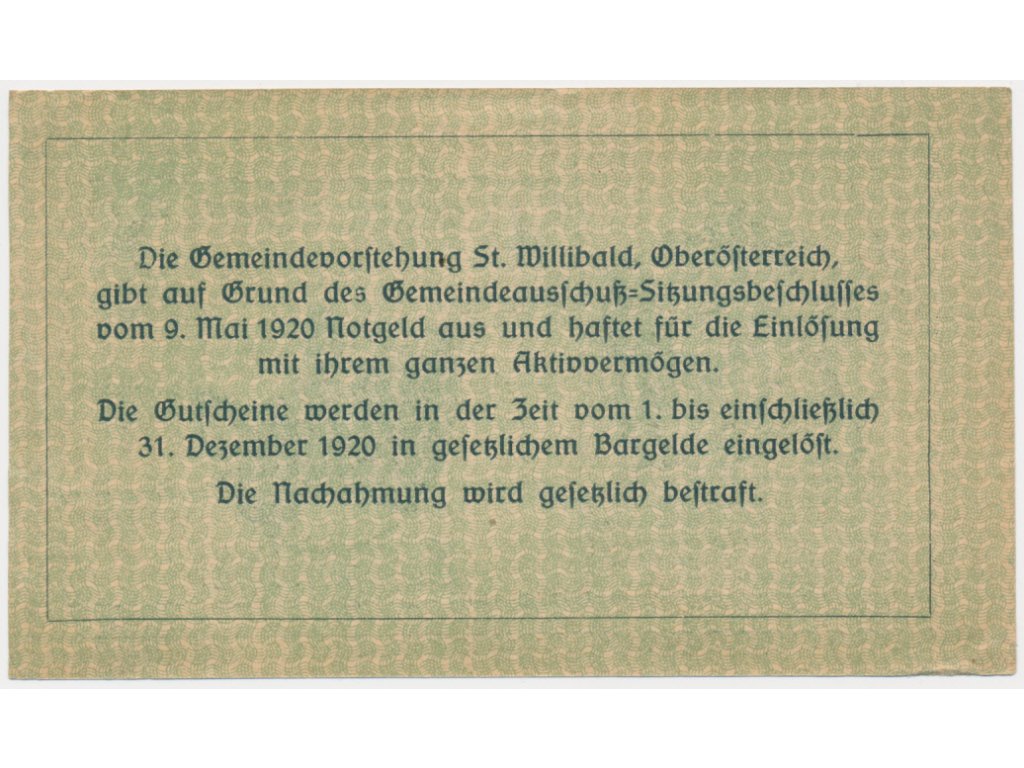 Die Gemeindevorstehung St. Willibald, Oberösterreich,
gibt auf Grund des Gemeindeausschuß=Sitzungsbeschlusses
vom 9. Mai 1920 Notgeld aus und haftet für die Einlösung
mit ihrem ganzen Aktivvermögen.
Die Gutscheine werden in der Zeit vom 1. bis einschließlich
31. Dezember 1920 in gesetzlichem Bargelde eingelöst.
Die Nachahmung wird gesetzlich bestraft.